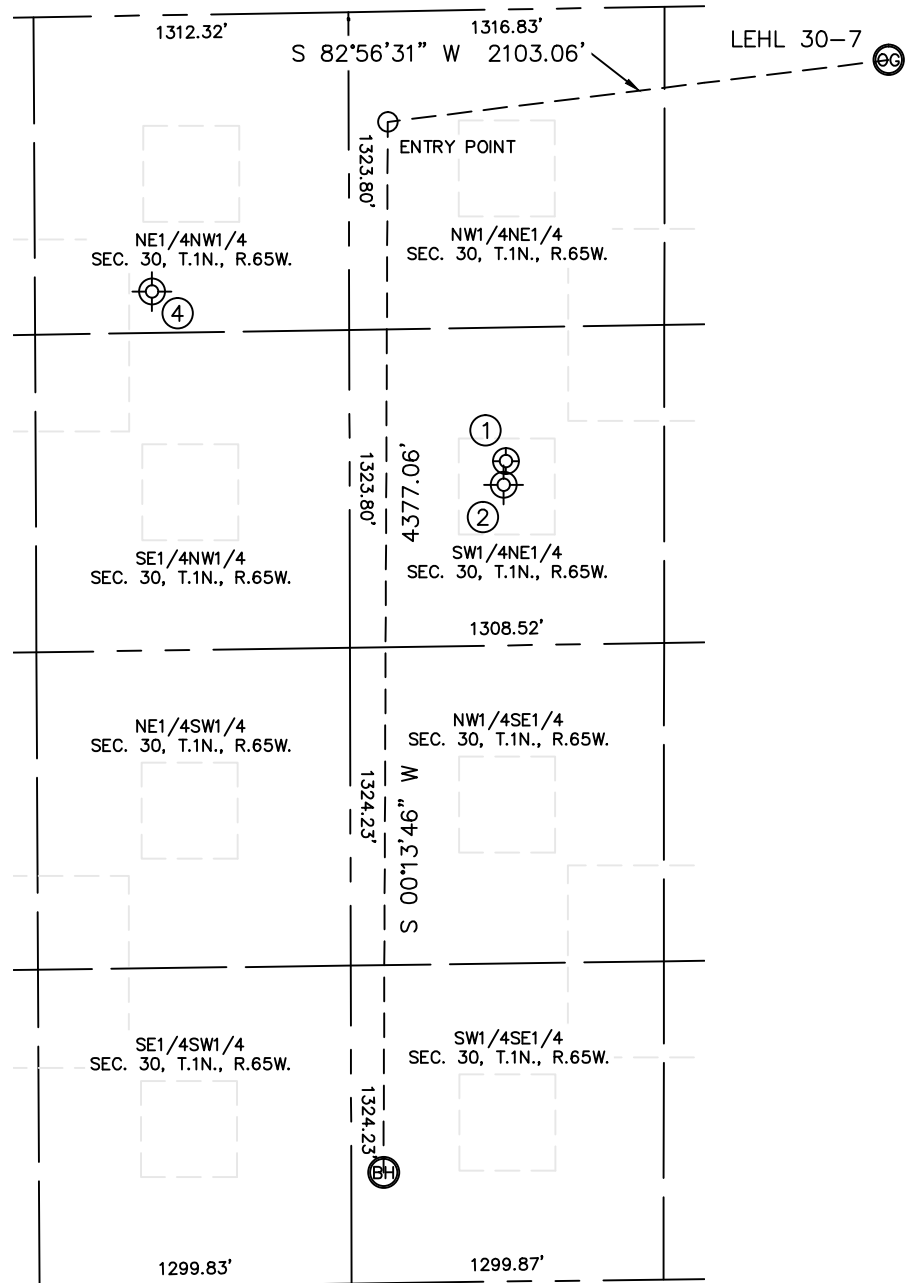 1312.32'
1316.83'
LEHL 30-7
S 82°56'31" W 2103.06'
ENTRY POINT
1323.80'
NE1/4NW1/4
SEC. 30, T.1N., R.65W.
NW1/4NE1/4
SEC. 30, T.1N., R.65W.
4
1
2
1323.80'
4377.06'
SE1/4NW1/4
SEC. 30, T.1N., R.65W.
SW1/4NE1/4
SEC. 30, T.1N., R.65W.
1308.52'
NE1/4SW1/4
SEC. 30, T.1N., R.65W.
NW1/4SE1/4
SEC. 30, T.1N., R.65W.
1324.23'
S 00°13'46" W
SE1/4SW1/4
SEC. 30, T.1N., R.65W.
SW1/4SE1/4
SEC. 30, T.1N., R.65W.
1324.23'
BH
1299.83'
1299.87'